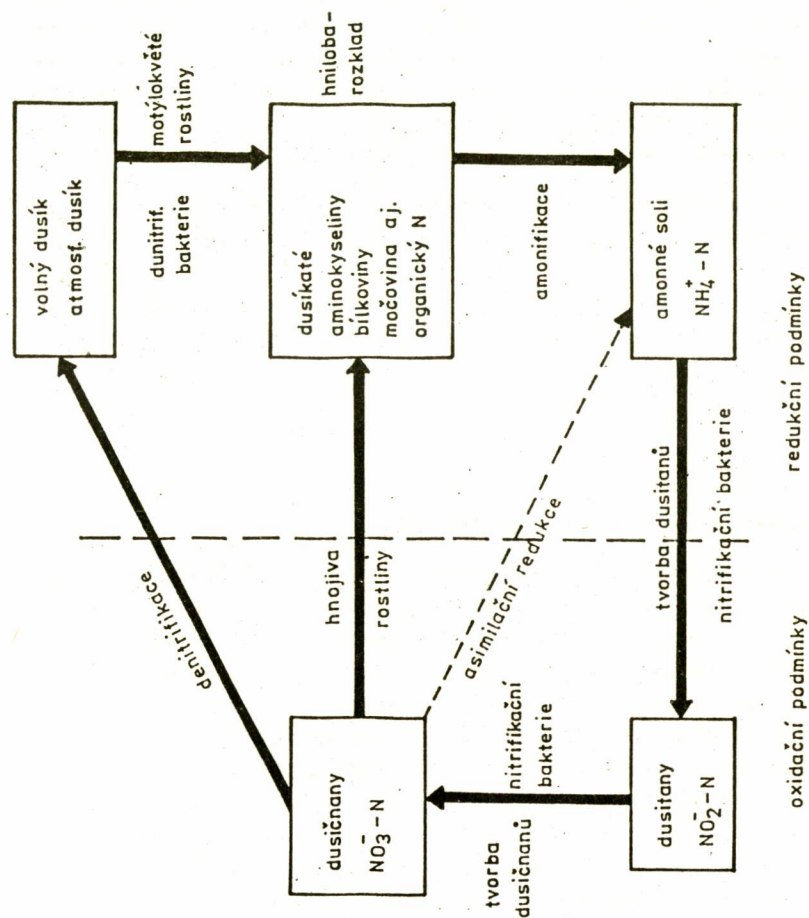 volný dusík
atmosf. dusík
denitrifikace
dunitrif.
bakterie
motýlokvěté
rostliny
dusičnany
NO₃⁻–N
hnojiva
rostliny
dusíkaté
aminokyseliny
bílkoviny
močovina aj.
organický N
hniloba–
rozklad
tvorba
dusičnanů
nitrifikační
bakterie
asimilační redukce
amonifikace
dusitany
NO₂⁻–N
tvorba dusitanů
nitrifikační bakterie
amonné soli
NH₄⁺–N
oxidační podmínky
redukční podmínky